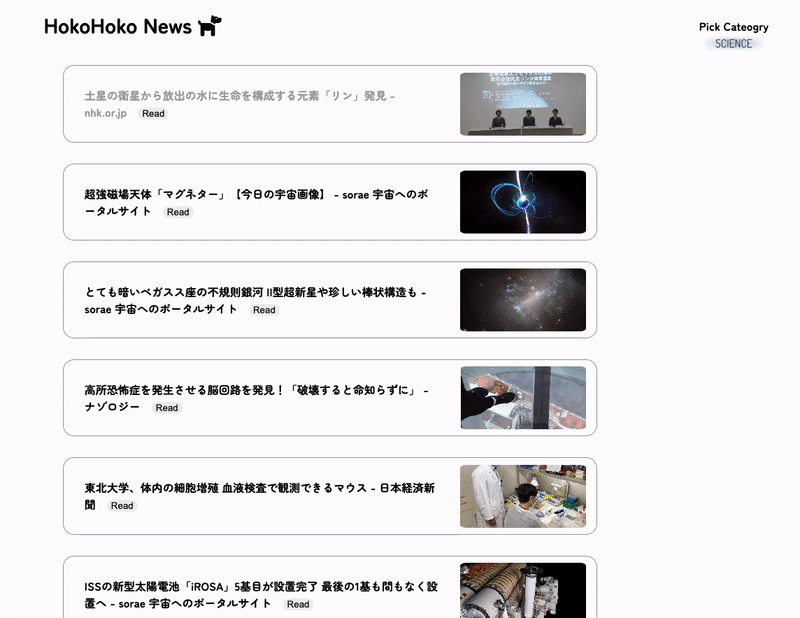 HokoHoko News
Pick Cateogry
SCIENCE
土星の衛星から放出の水に生命を構成する元素「リン」発見 -
nhk.or.jp Read
超強磁場天体「マグネター」【今日の宇宙画像】 - sorae 宇宙へのポ
ータルサイト Read
とても暗いペガスス座の不規則銀河 II型超新星や珍しい棒状構造も -
sorae 宇宙へのポータルサイト Read
高所恐怖症を発生させる脳回路を発見！「破壊すると命知らずに」 -
ナゾロジー Read
東北大学、体内の細胞増殖 血液検査で観測できるマウス - 日本経済新
聞 Read
ISSの新型太陽電池「iROSA」5基目が設置完了 最後の1基も間もなく設
置へ - sorae 宇宙へのポータルサイト Read